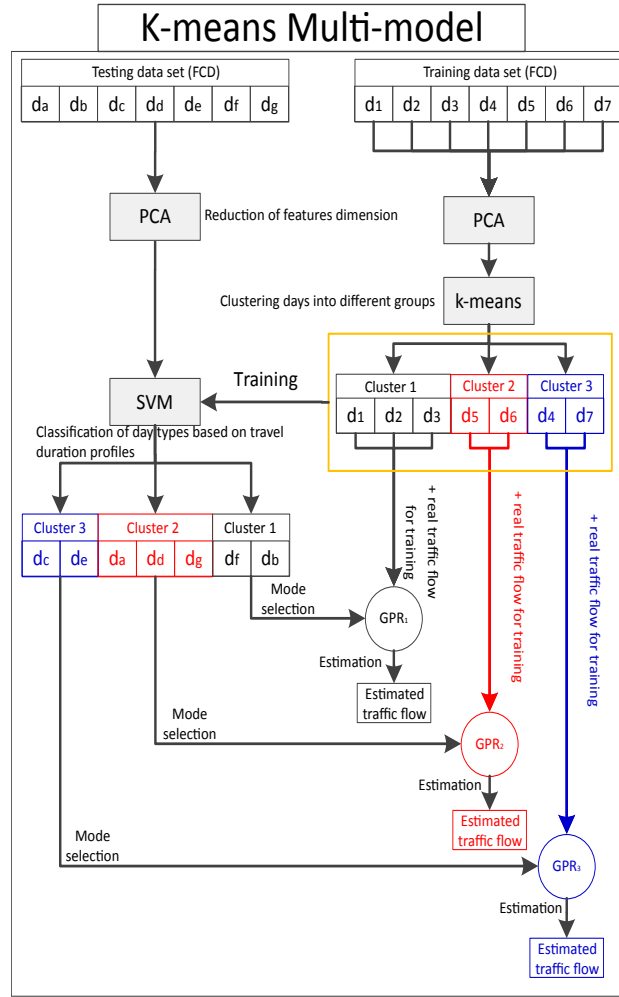 K-means Multi-model
Testing data set (FCD)
da db dc dd de df dg
Training data set (FCD)
d1 d2 d3 d4 d5 d6 d7
PCA
Reduction of features dimension
PCA
Clustering days into different groups
k-means
Training
Cluster 1
Cluster 2
Cluster 3
d1 d2 d3 d5 d6 d4 d7
SVM
Classification of day types based on travel
duration profiles
Cluster 3
Cluster 2
Cluster 1
dc de da dd dg df db
+ real traffic flow
for training
+ real traffic flow for training
+ real traffic flow for training
Mode
selection
GPR1
Estimation
Estimated
traffic flow
Mode
selection
GPR2
Estimation
Estimated
traffic flow
Mode
selection
GPR3
Estimation
Estimated
traffic flow